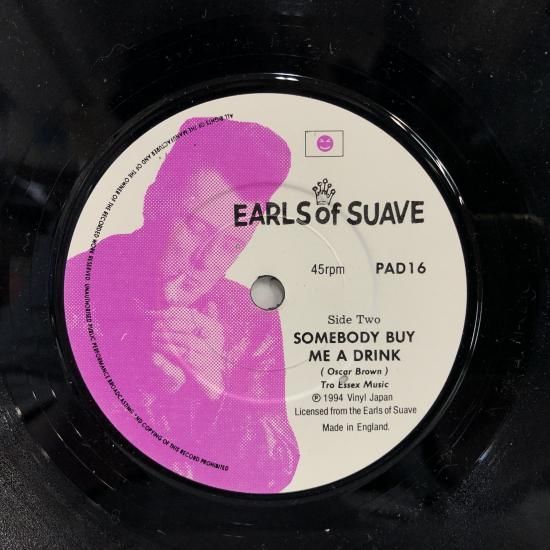 EARLS of SUAVE
45rpm PAD16
Side Two
SOMEBODY BUY
ME A DRINK
( Oscar Brown )
Tro Essex Music
℗ 1994 Vinyl Japan
Licensed from the Earls of Suave
Made in England.
ALL RIGHTS OF THE MANUFACTURER AND OF THE OWNER OF THE RECORDED WORK RESERVED UNAUTHORISED PUBLIC PERFORMANCE BROADCASTING * NO COPYING OF THIS RECORD PROHIBITED